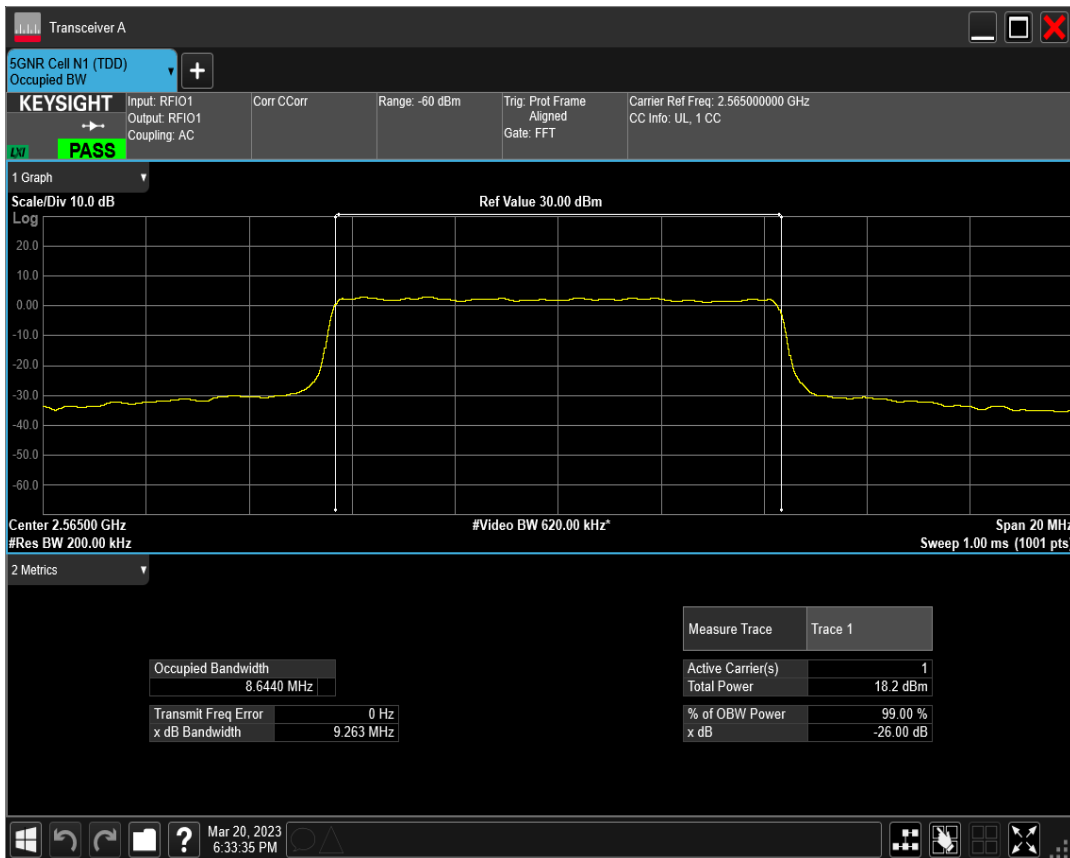 Transceiver A
5GNR Cell N1 (TDD)
Occupied BW
+
KEYSIGHT
LXI
PASS
Input: RFIO1
Output: RFIO1
Coupling: AC
Corr CCorr
Range: -60 dBm
Trig: Prot Frame
Aligned
Gate: FFT
Carrier Ref Freq: 2.565000000 GHz
CC Info: UL, 1 CC
1 Graph
Scale/Div 10.0 dB
Ref Value 30.00 dBm
Log
20.0
10.0
0.00
-10.0
-20.0
-30.0
-40.0
-50.0
-60.0
Center 2.56500 GHz
#Video BW 620.00 kHz*
Span 20 MHz
#Res BW 200.00 kHz
Sweep 1.00 ms (1001 pts)
2 Metrics
Measure Trace
Trace 1
Occupied Bandwidth
8.6440 MHz
Active Carrier(s)
1
Total Power
18.2 dBm
Transmit Freq Error
0 Hz
x dB Bandwidth
9.263 MHz
% of OBW Power
99.00 %
x dB
-26.00 dB
?
Mar 20, 2023
6:33:35 PM